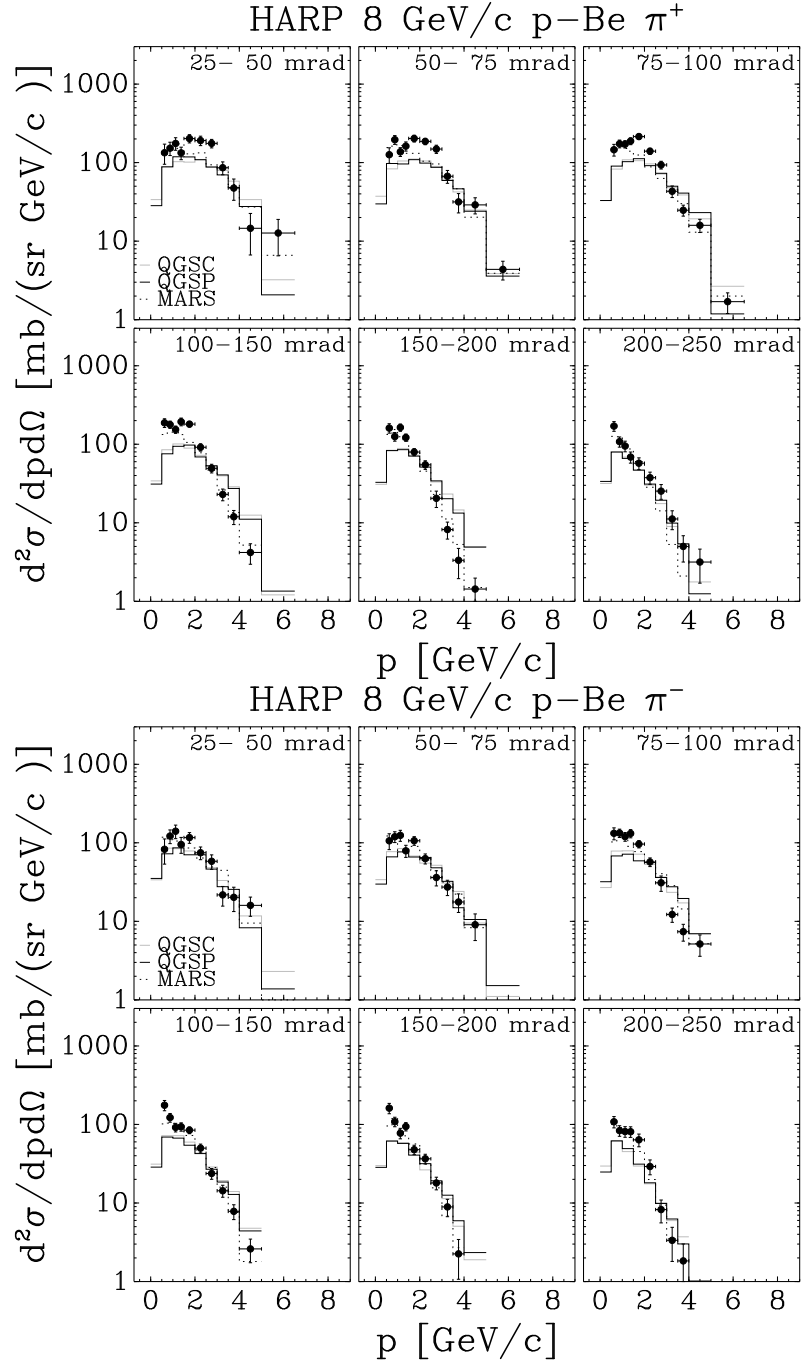 HARP 8 GeV/c p−Be π⁺
25− 50 mrad
50− 75 mrad
75−100 mrad
1000
100
10
1
QGSC
QGSP
MARS
100−150 mrad
150−200 mrad
200−250 mrad
1000
100
10
1
d²σ/dpdΩ [mb/(sr GeV/c )]
0 2 4 6 8 0 2 4 6 8 0 2 4 6 8
p [GeV/c]
HARP 8 GeV/c p−Be π⁻
25− 50 mrad
50− 75 mrad
75−100 mrad
1000
100
10
1
QGSC
QGSP
MARS
100−150 mrad
150−200 mrad
200−250 mrad
1000
100
10
1
d²σ/dpdΩ [mb/(sr GeV/c )]
0 2 4 6 8 0 2 4 6 8 0 2 4 6 8
p [GeV/c]